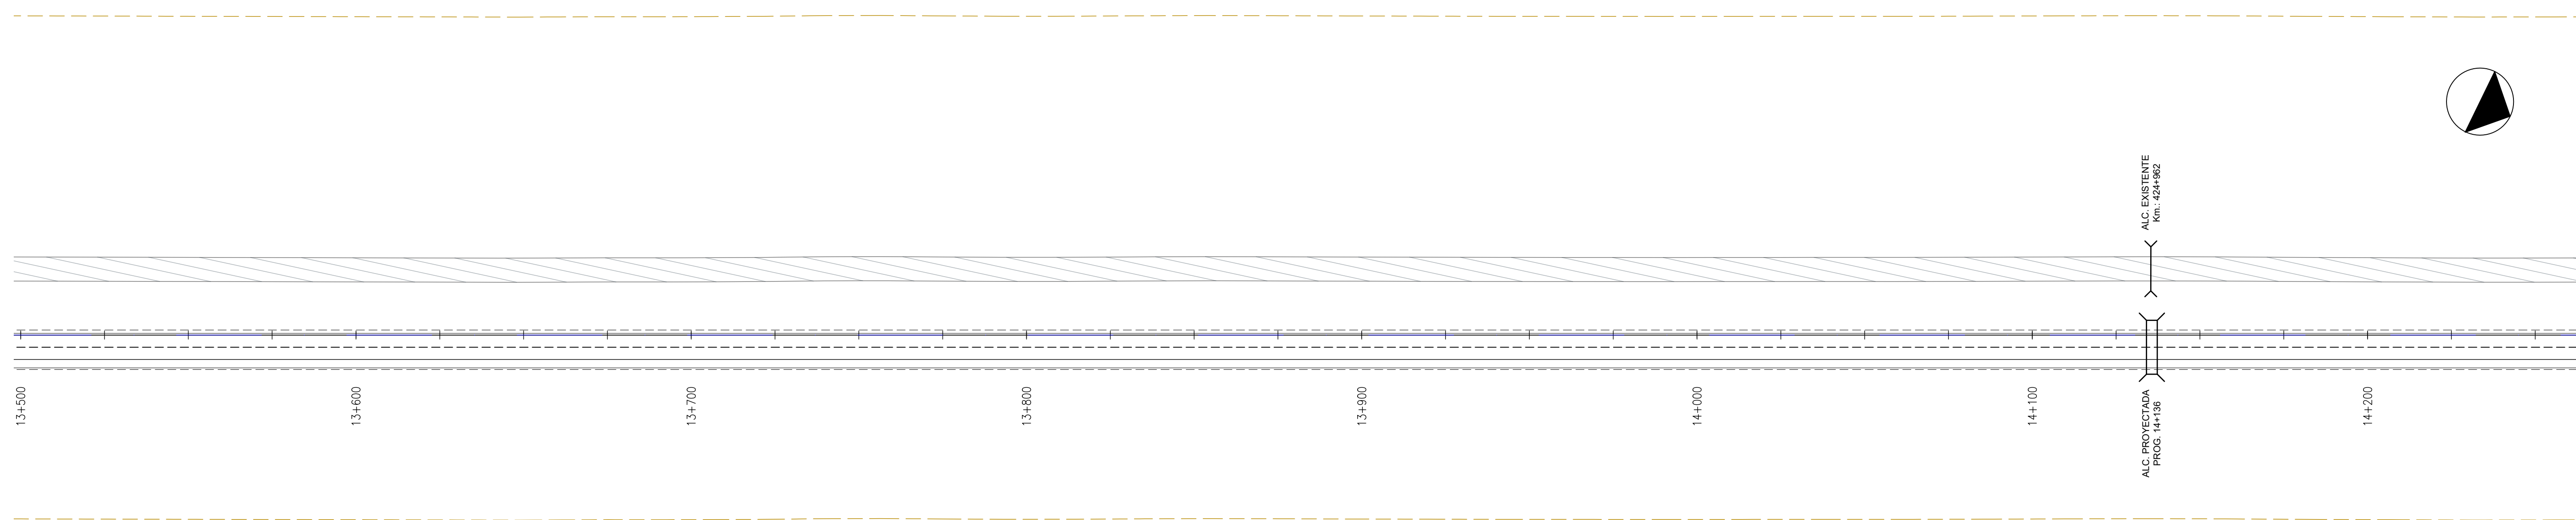 ALC. EXISTENTE
Km.: 424+962
13+500
13+600
13+700
13+800
13+900
14+000
14+100
14+200
ALC. PROYECTADA
PROG. 14+136